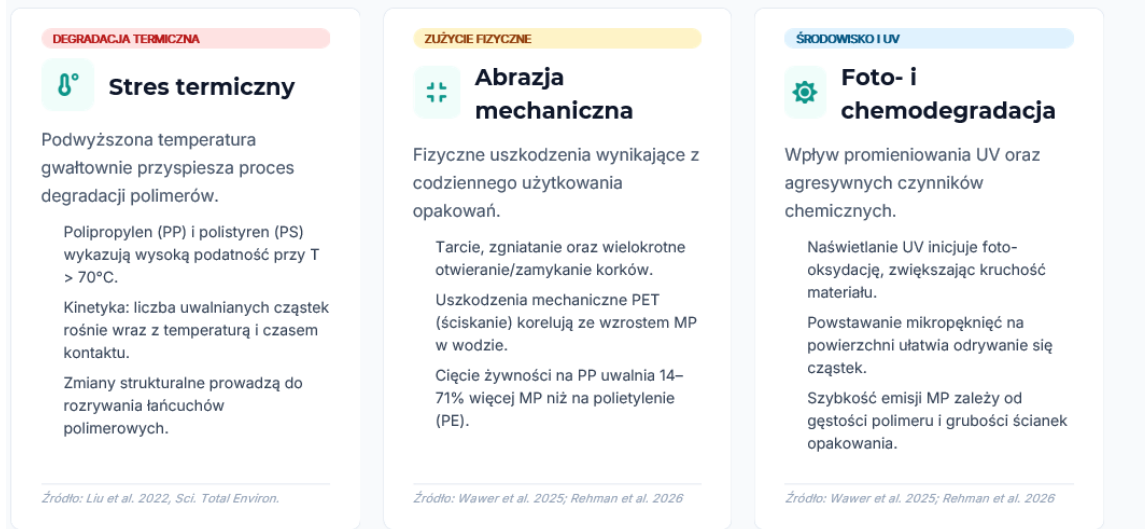 DEGRADACJA TERMICZNA
Stres termiczny
Podwyższona temperatura
gwałtownie przyspiesza proces
degradacji polimerów.
Polipropylen (PP) i polistyren (PS)
wykazują wysoką podatność przy T
> 70°C.
Kinetyka: liczba uwalnianych cząstek
rośnie wraz z temperaturą i czasem
kontaktu.
Zmiany strukturalne prowadzą do
rozrywania łańcuchów
polimerowych.
Źródło: Liu et al. 2022, Sci. Total Environ.
ZUŻYCIE FIZYCZNE
Abrazja
mechaniczna
Fizyczne uszkodzenia wynikające z
codziennego użytkowania
opakowań.
Tarcie, zgniatanie oraz wielokrotne
otwieranie/zamykanie korków.
Uszkodzenia mechaniczne PET
(ściskanie) korelują ze wzrostem MP
w wodzie.
Cięcie żywności na PP uwalnia 14–
71% więcej MP niż na polietylenie
(PE).
Źródło: Wawer et al. 2025; Rehman et al. 2026
ŚRODOWISKO I UV
Foto- i
chemodegradacja
Wpływ promieniowania UV oraz
agresywnych czynników
chemicznych.
Naświetlanie UV inicjuje foto-
oksydację, zwiększając kruchość
materiału.
Powstawanie mikropęknięć na
powierzchni ułatwia odrywanie się
cząstek.
Szybkość emisji MP zależy od
gęstości polimeru i grubości ścianek
opakowania.
Źródło: Wawer et al. 2025; Rehman et al. 2026